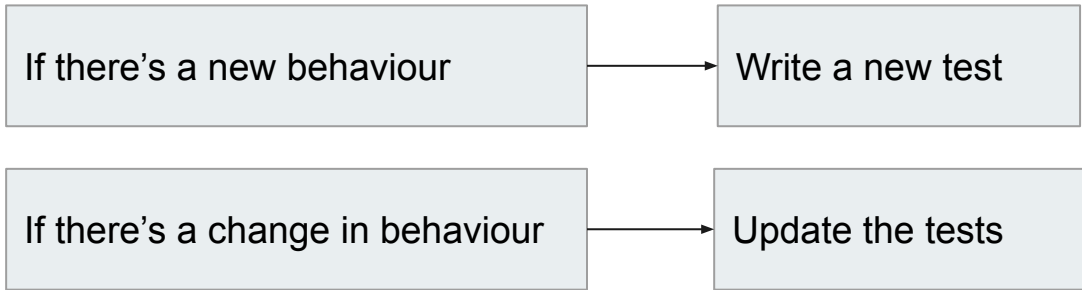 If there’s a new behaviour
Write a new test
If there’s a change in behaviour
Update the tests